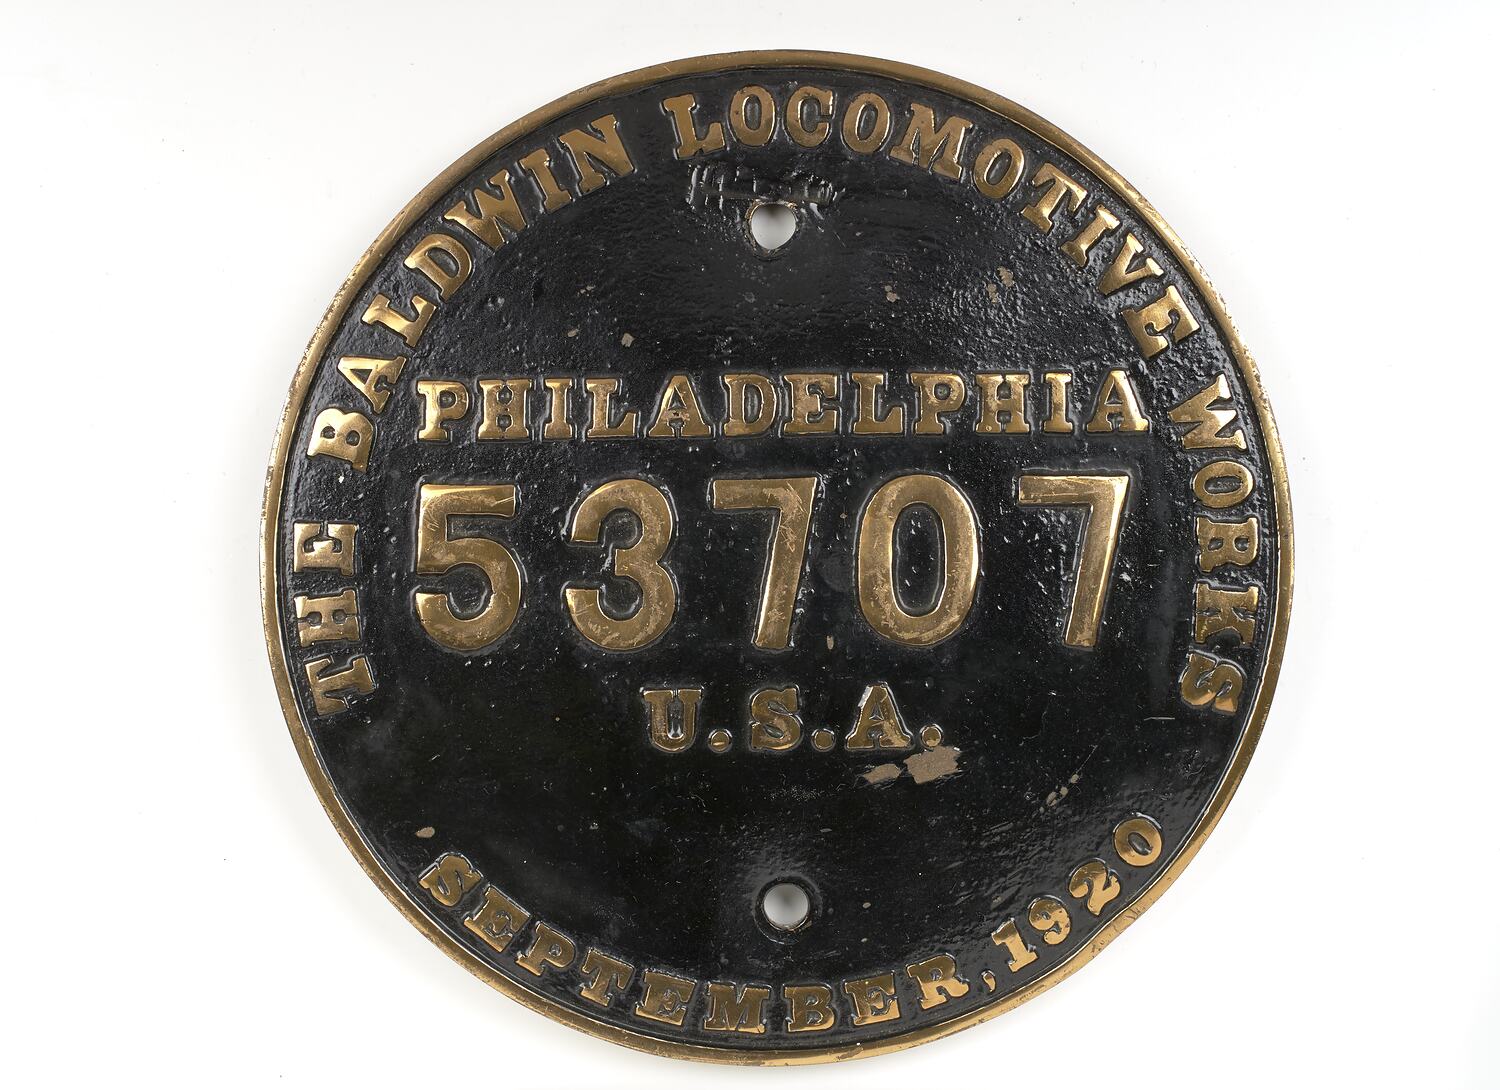 THE BALDWIN LOCOMOTIVE WORKS
PHILADELPHIA
53707
U.S.A.
SEPTEMBER, 1920